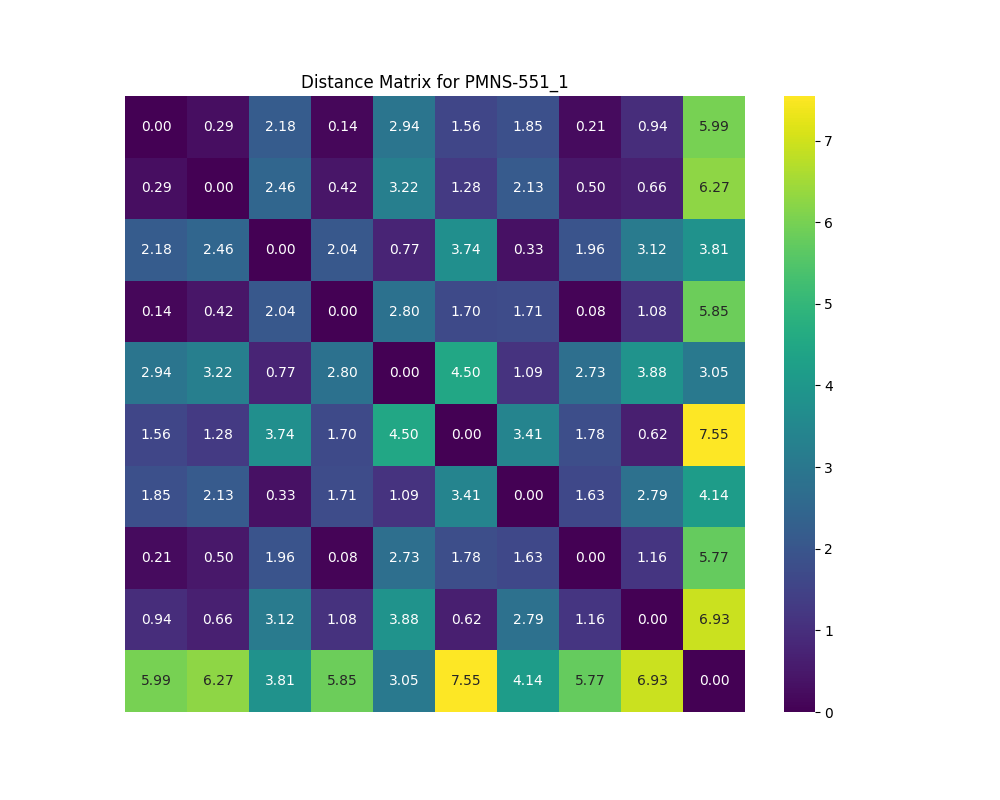 Distance Matrix for PMNS-551_1
0.00 0.29 2.18 0.14 2.94 1.56 1.85 0.21 0.94 5.99
0.29 0.00 2.46 0.42 3.22 1.28 2.13 0.50 0.66 6.27
2.18 2.46 0.00 2.04 0.77 3.74 0.33 1.96 3.12 3.81
0.14 0.42 2.04 0.00 2.80 1.70 1.71 0.08 1.08 5.85
2.94 3.22 0.77 2.80 0.00 4.50 1.09 2.73 3.88 3.05
1.56 1.28 3.74 1.70 4.50 0.00 3.41 1.78 0.62 7.55
1.85 2.13 0.33 1.71 1.09 3.41 0.00 1.63 2.79 4.14
0.21 0.50 1.96 0.08 2.73 1.78 1.63 0.00 1.16 5.77
0.94 0.66 3.12 1.08 3.88 0.62 2.79 1.16 0.00 6.93
5.99 6.27 3.81 5.85 3.05 7.55 4.14 5.77 6.93 0.00
7
6
5
4
3
2
1
0